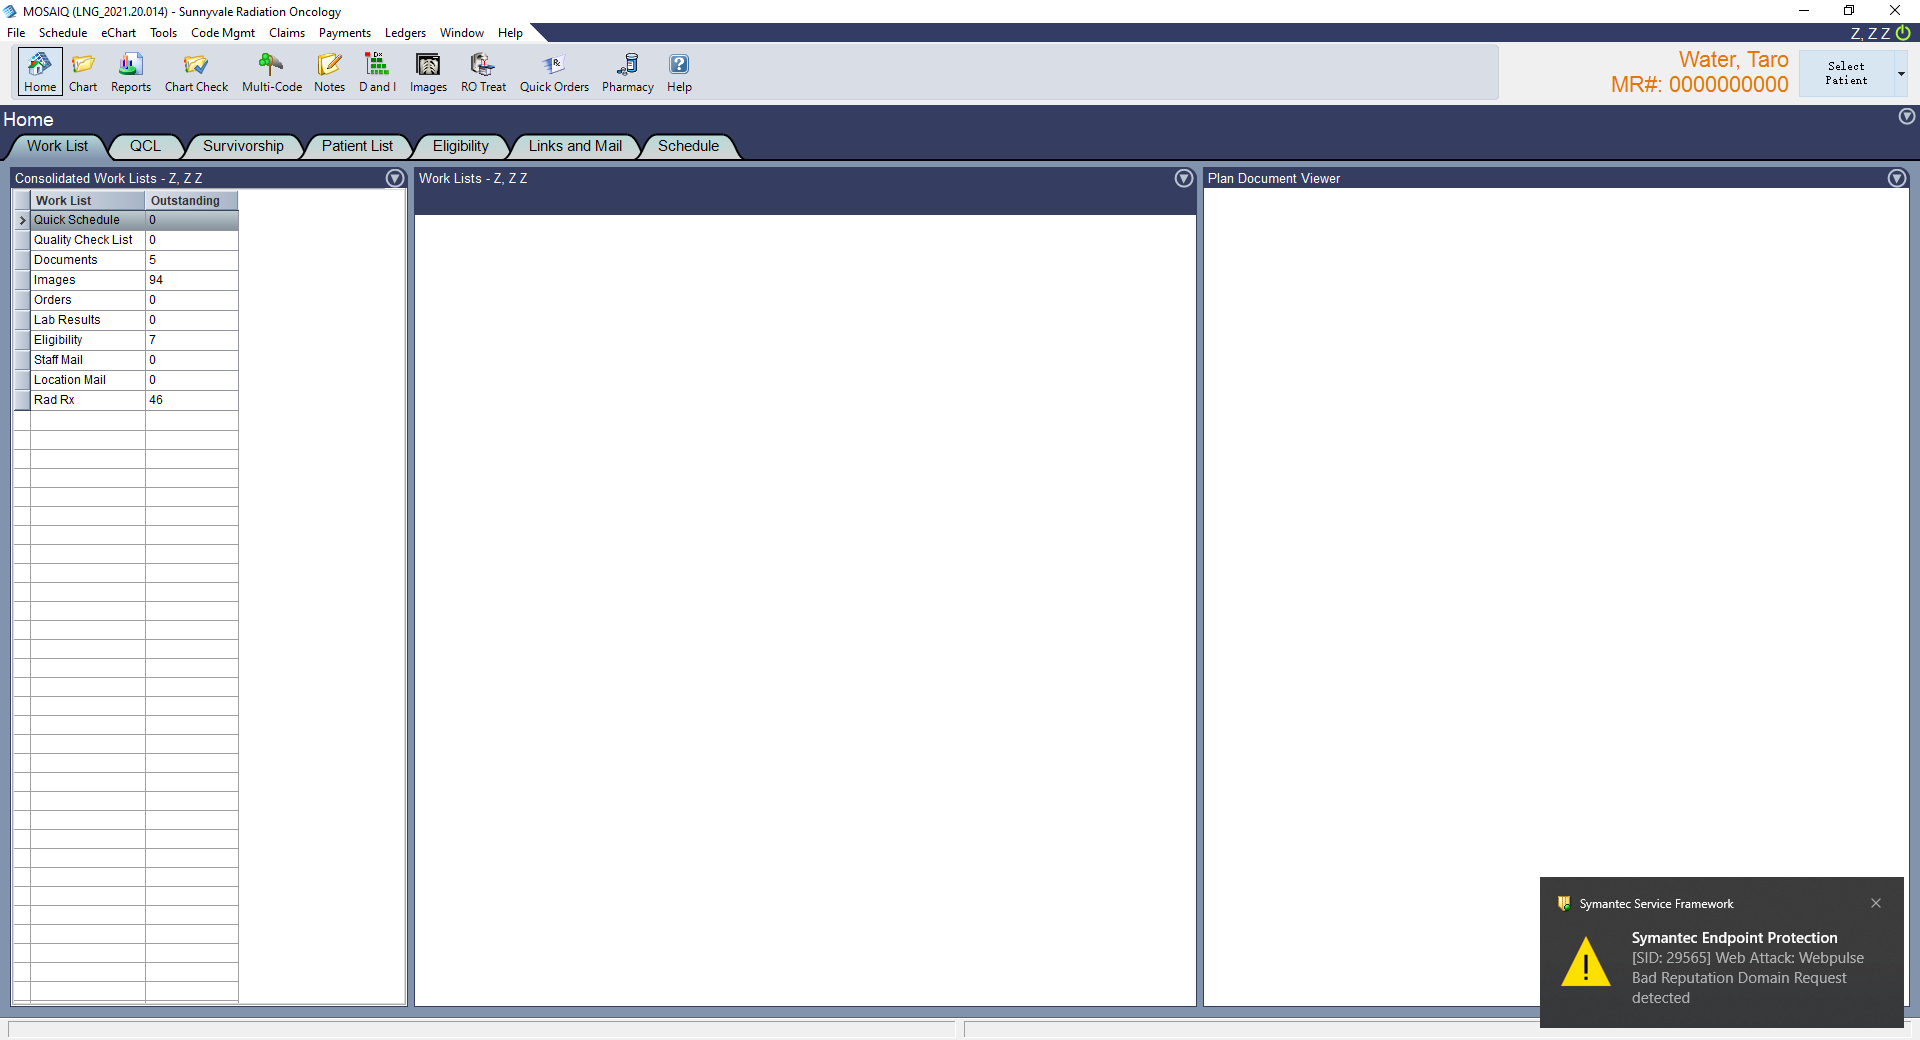 MOSAIQ (LNG_2021.20.014) - Sunnyvale Radiation Oncology
File Schedule eChart Tools Code Mgmt Claims Payments Ledgers Window Help
Z, Z Z
Home Chart Reports Chart Check Multi-Code Notes D and I Images RO Treat Quick Orders Pharmacy Help
Water, Taro
MR#: 0000000000
Select
Patient
Home
Work List QCL Survivorship Patient List Eligibility Links and Mail Schedule
Consolidated Work Lists - Z, Z Z
Work List Outstanding
Quick Schedule 0
Quality Check List 0
Documents 5
Images 94
Orders 0
Lab Results 0
Eligibility 7
Staff Mail 0
Location Mail 0
Rad Rx 46
Work Lists - Z, Z Z
Plan Document Viewer
Symantec Service Framework
Symantec Endpoint Protection
[SID: 29565] Web Attack: Webpulse
Bad Reputation Domain Request
detected